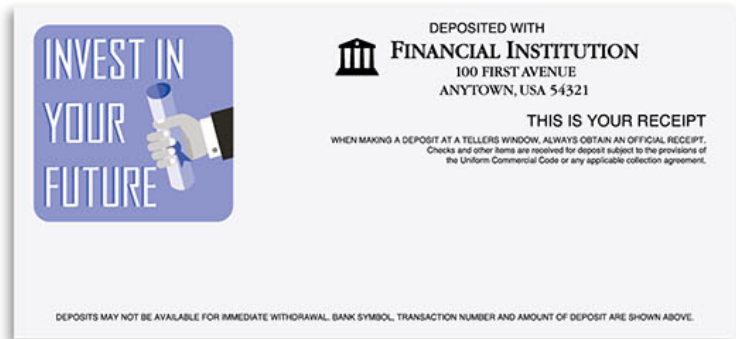 INVEST IN
YOUR
FUTURE
DEPOSITED WITH
FINANCIAL INSTITUTION
100 FIRST AVENUE
ANYTOWN, USA 54321
THIS IS YOUR RECEIPT
WHEN MAKING A DEPOSIT AT A TELLERS WINDOW, ALWAYS OBTAIN AN OFFICIAL RECEIPT.
Checks and other items are received for deposit subject to the provisions of
the Uniform Commercial Code or any applicable collection agreement.
DEPOSITS MAY NOT BE AVAILABLE FOR IMMEDIATE WITHDRAWAL. BANK SYMBOL, TRANSACTION NUMBER AND AMOUNT OF DEPOSIT ARE SHOWN ABOVE.